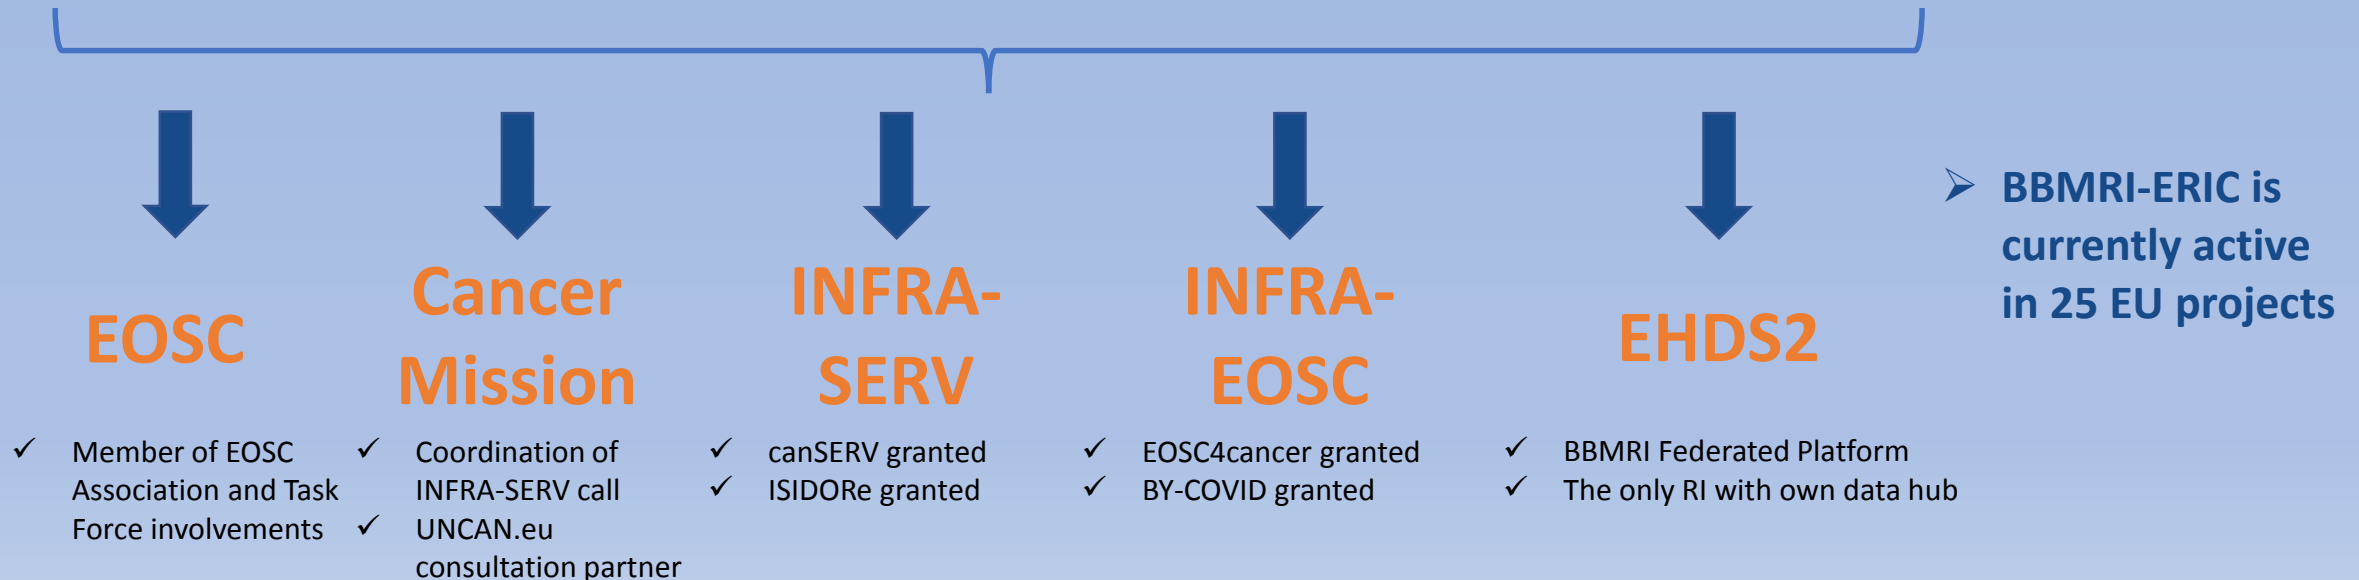 EOSC
Member of EOSC
Association and Task
Force involvements
Cancer
Mission
Coordination of
INFRA-SERV call
UNCAN.eu
consultation partner
INFRA-
SERV
canSERV granted
ISIDORe granted
INFRA-
EOSC
EOSC4cancer granted
BY-COVID granted
EHDS2
BBMRI Federated Platform
The only RI with own data hub
BBMRI-ERIC is
currently active
in 25 EU projects